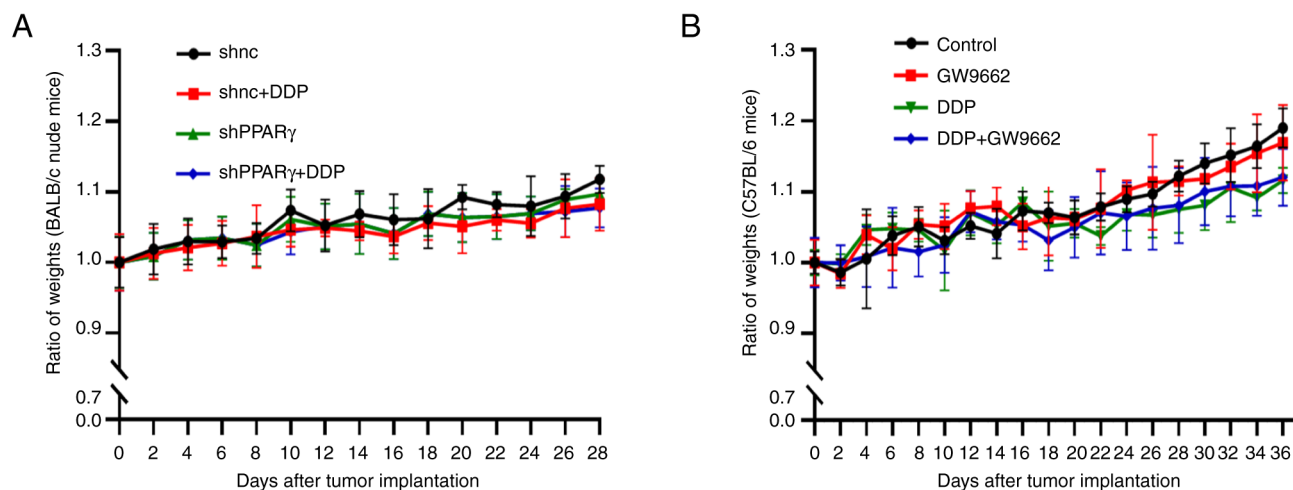 A
Ratio of weights (BALB/c nude mice)
1.3
1.2
1.1
1.0
0.9
0.7
0.0
shnc
shnc+DDP
shPPARγ
shPPARγ+DDP
0 2 4 6 8 10 12 14 16 18 20 22 24 26 28
Days after tumor implantation
B
Ratio of weights (C57BL/6 mice)
1.3
1.2
1.1
1.0
0.9
0.7
0.0
Control
GW9662
DDP
DDP+GW9662
0 2 4 6 8 10 12 14 16 18 20 22 24 26 28 30 32 34 36
Days after tumor implantation